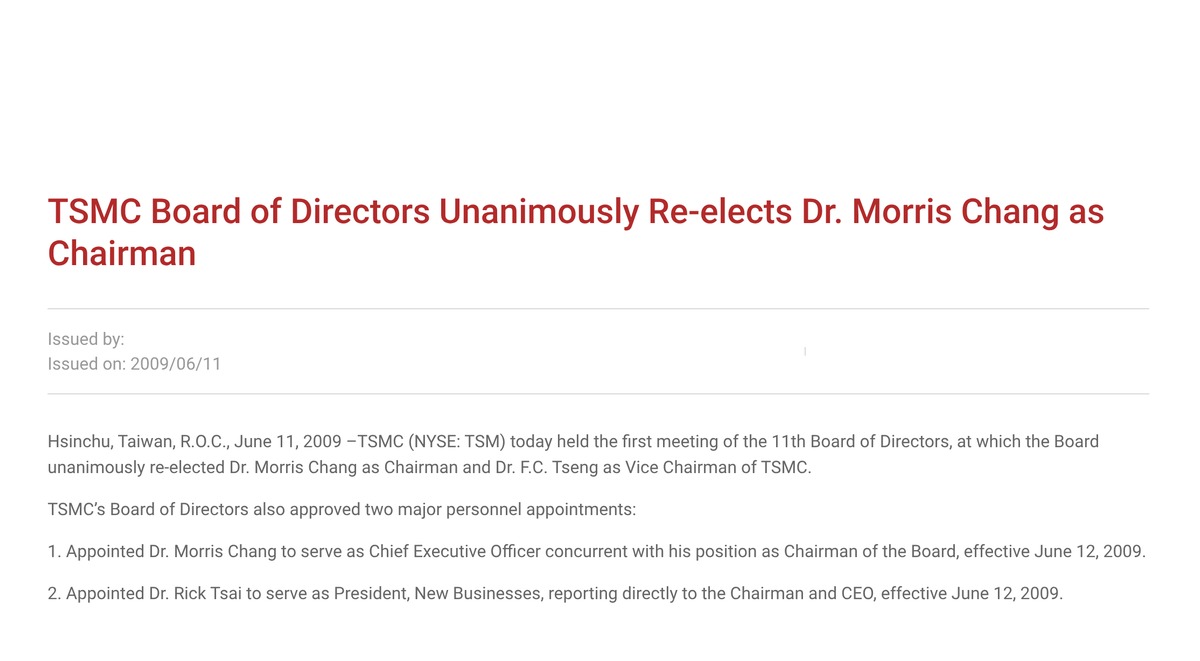 TSMC Board of Directors Unanimously Re-elects Dr. Morris Chang as
Chairman
Issued by:
Issued on: 2009/06/11
Hsinchu, Taiwan, R.O.C., June 11, 2009 –TSMC (NYSE: TSM) today held the first meeting of the 11th Board of Directors, at which the Board
unanimously re-elected Dr. Morris Chang as Chairman and Dr. F.C. Tseng as Vice Chairman of TSMC.
TSMC’s Board of Directors also approved two major personnel appointments:
1. Appointed Dr. Morris Chang to serve as Chief Executive Officer concurrent with his position as Chairman of the Board, effective June 12, 2009.
2. Appointed Dr. Rick Tsai to serve as President, New Businesses, reporting directly to the Chairman and CEO, effective June 12, 2009.